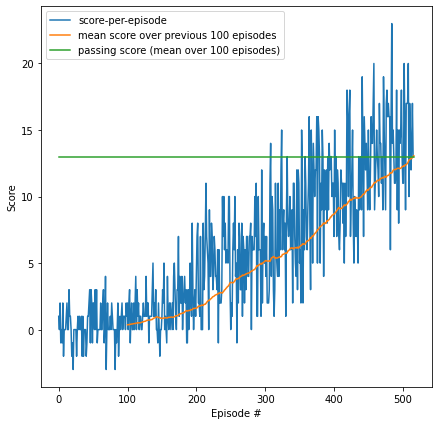 score-per-episode
mean score over previous 100 episodes
passing score (mean over 100 episodes)
20
15
10
5
0
Score
0 100 200 300 400 500
Episode #